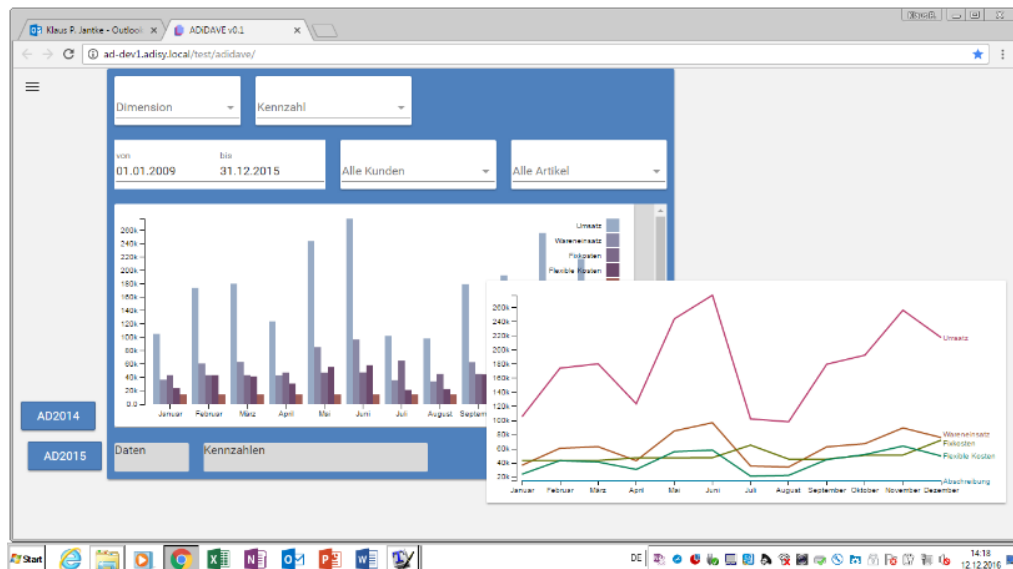 Klaus P. Jantke - Outlool
ADiDAVE v0.1
ad-dev1.adisy.local/test/adidave/
Dimension
Kennzahl
von
bis
01.01.2009
31.12.2015
Alle Kunden
Alle Artikel
260k
240k
220k
200k
180k
160k
140k
120k
100k
80k
60k
40k
20k
0.0
Umsatz
Wareneinsatz
Fixkosten
Flexible Kosten
Januar Februar März April Mai Juni Juli August Septem
AD2014
AD2015
Daten
Kennzahlen
260k
240k
220k
200k
180k
160k
140k
120k
100k
80k
60k
40k
20k
Umsatz
Wareneinsatz
Fixkosten
Flexible Kosten
Abschreibung
Januar Februar März April Mai Juni Juli August September Oktober November Dezember
Start
DE
14:18
12.12.2016